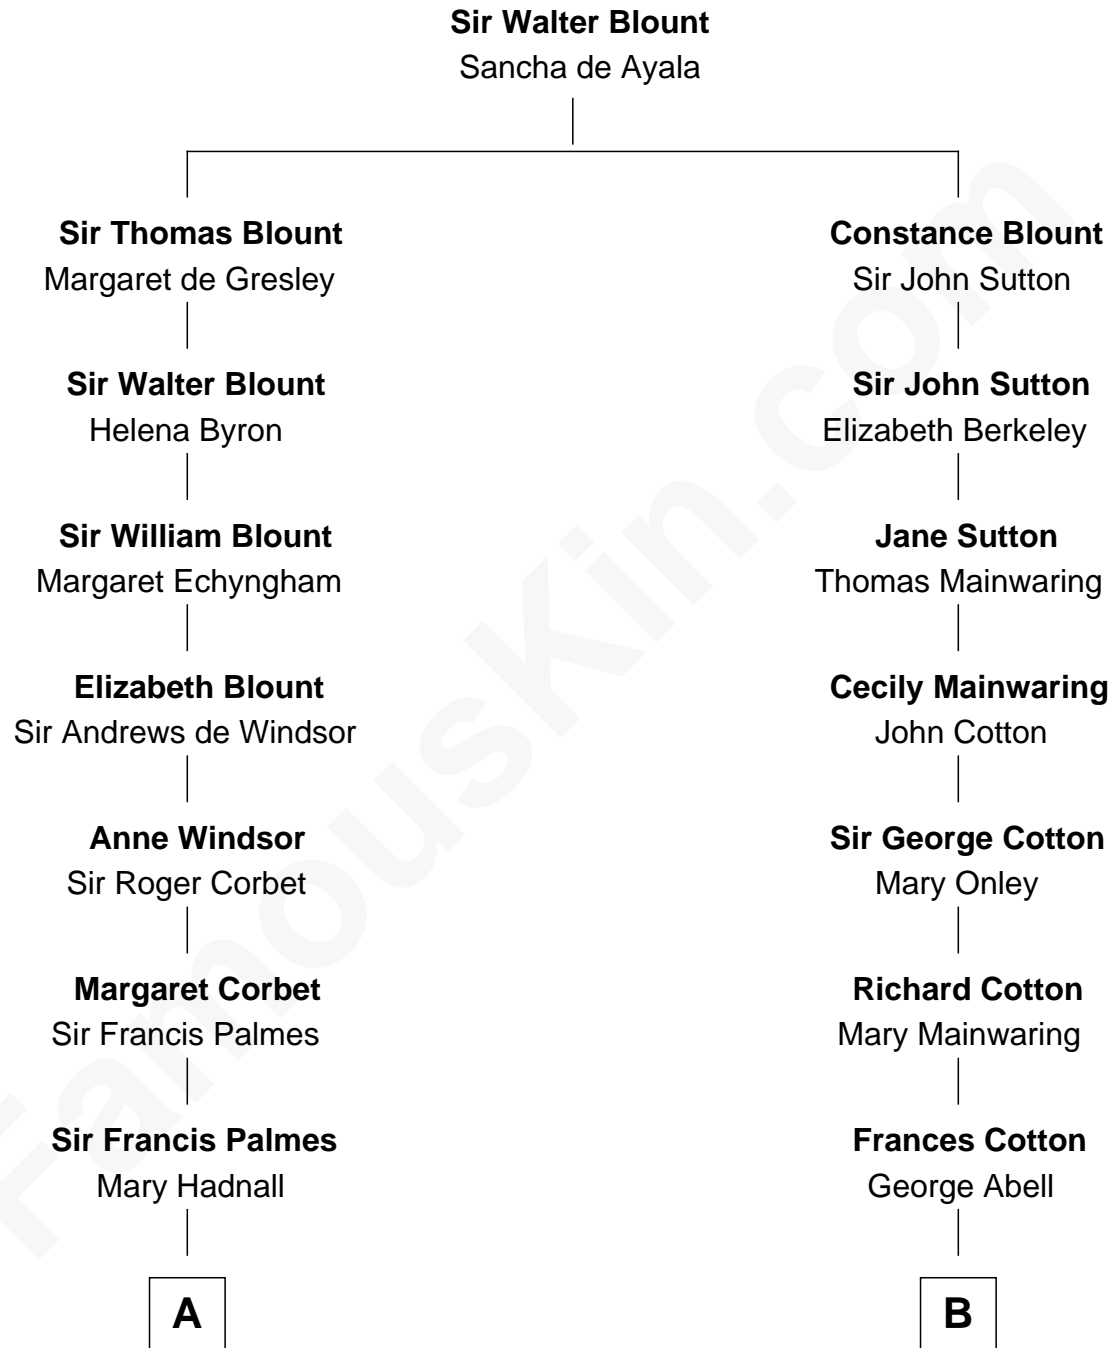 Sir Walter Blount
Sancha de Ayala
Sir Thomas Blount
Margaret de Gresley
Constance Blount
Sir John Sutton
Sir Walter Blount
Helena Byron
Sir John Sutton
Elizabeth Berkeley
Sir William Blount
Margaret Echyngham
Jane Sutton
Thomas Mainwaring
Elizabeth Blount
Sir Andrews de Windsor
Cecily Mainwaring
John Cotton
Anne Windsor
Sir Roger Corbet
Sir George Cotton
Mary Onley
Margaret Corbet
Sir Francis Palmes
Richard Cotton
Mary Mainwaring
Sir Francis Palmes
Mary Hadnall
Frances Cotton
George Abell
A
B
FamousKin.com